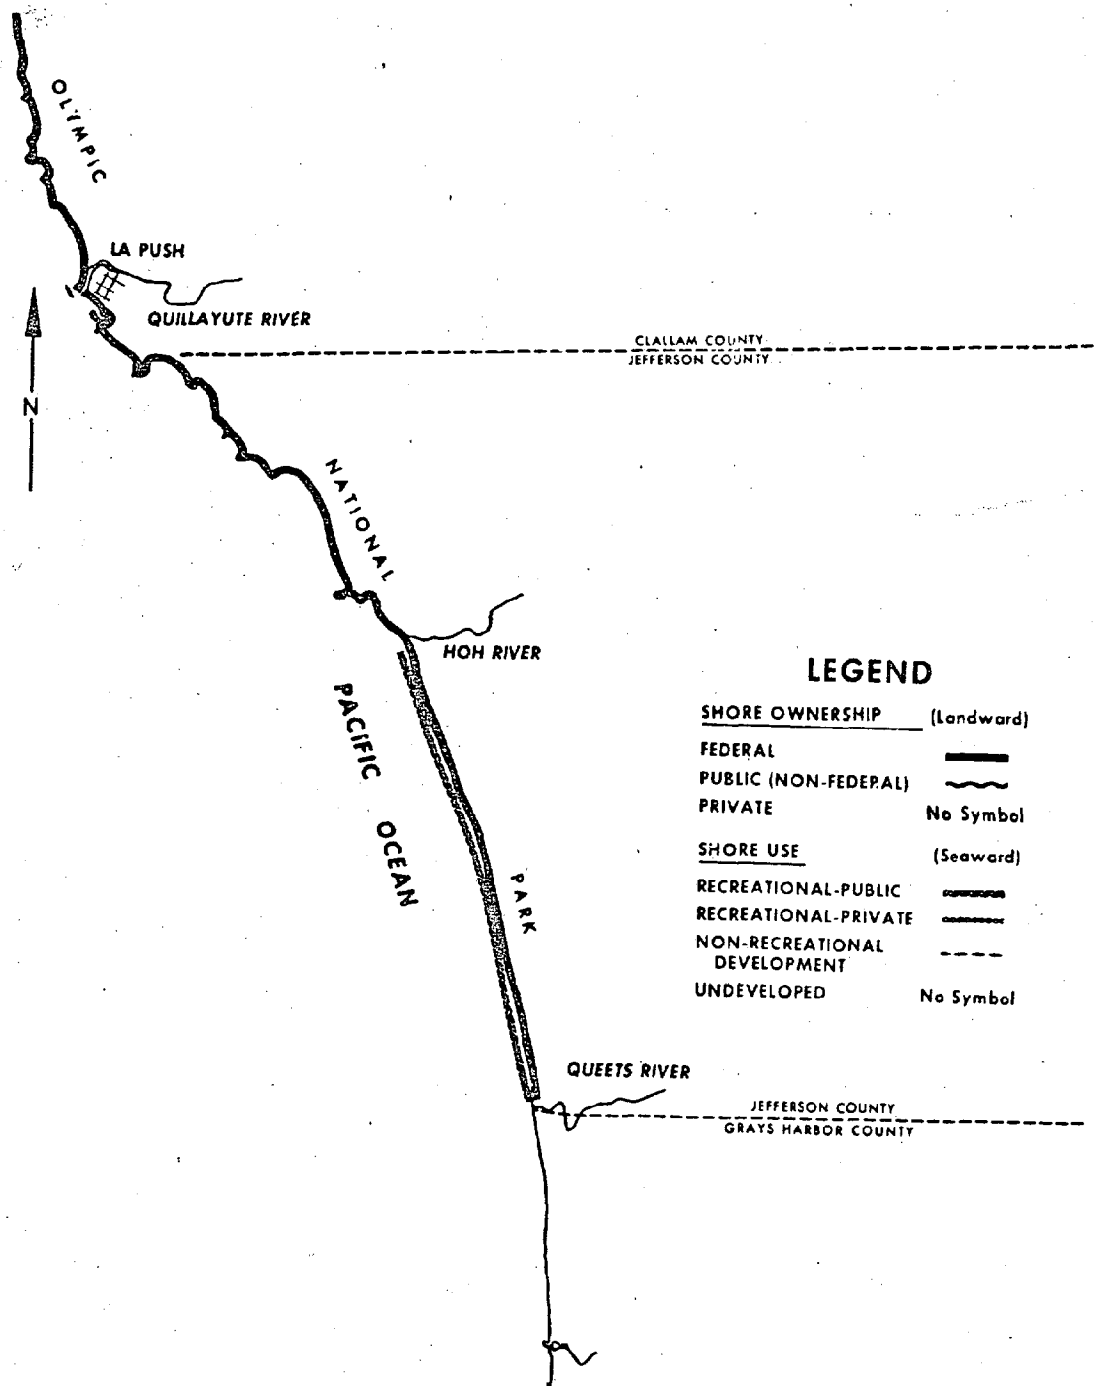 OLYMPIC
LA PUSH
QUILLAYUTE RIVER
CLALLAM COUNTY
JEFFERSON COUNTY
N
NATIONAL
HOH RIVER
PACIFIC OCEAN
PARK
LEGEND
SHORE OWNERSHIP (Landward)
FEDERAL
PUBLIC (NON-FEDERAL)
PRIVATE No Symbol
SHORE USE (Seaward)
RECREATIONAL-PUBLIC
RECREATIONAL-PRIVATE
NON-RECREATIONAL
DEVELOPMENT
UNDEVELOPED No Symbol
QUEETS RIVER
JEFFERSON COUNTY
GRAYS HARBOR COUNTY